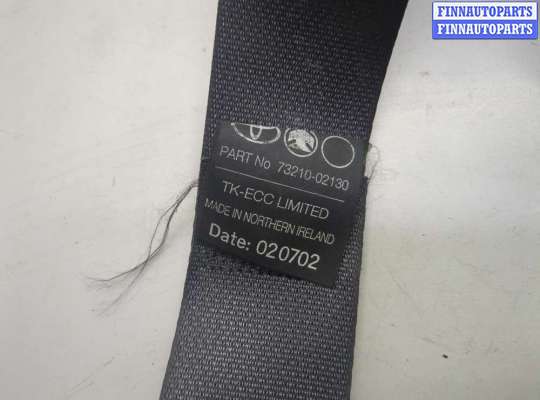 FINNAUTOPARTS
FINNAUTOPARTS
PART No 73210-02130
TK-ECC LIMITED
MADE IN NORTHERN IRELAND
Date: 020702